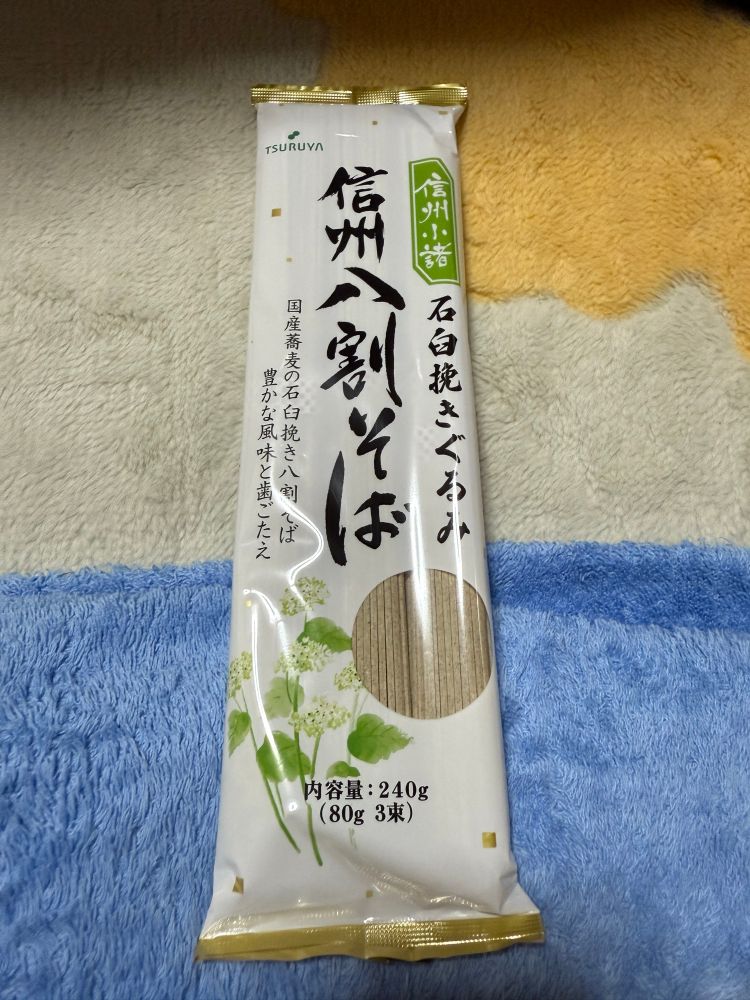 TSURUYA
信州小諸
石臼挽きぐるみ
信州八割そば
国産蕎麦の石臼挽き八割そば
豊かな風味と歯ごたえ
内容量：240g
（80g 3束）